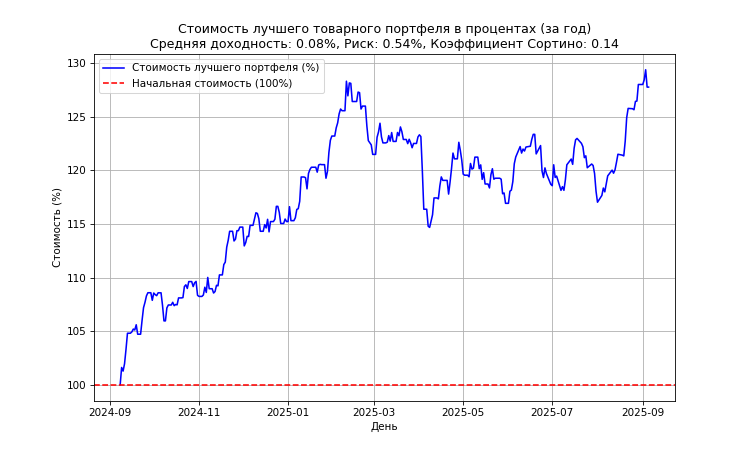 Стоимость лучшего товарного портфеля в процентах (за год)
Средняя доходность: 0.08%, Риск: 0.54%, Коэффициент Сортино: 0.14
Стоимость лучшего портфеля (%)
Начальная стоимость (100%)
Стоимость (%)
130
125
120
115
110
105
100
2024-09 2024-11 2025-01 2025-03 2025-05 2025-07 2025-09
День